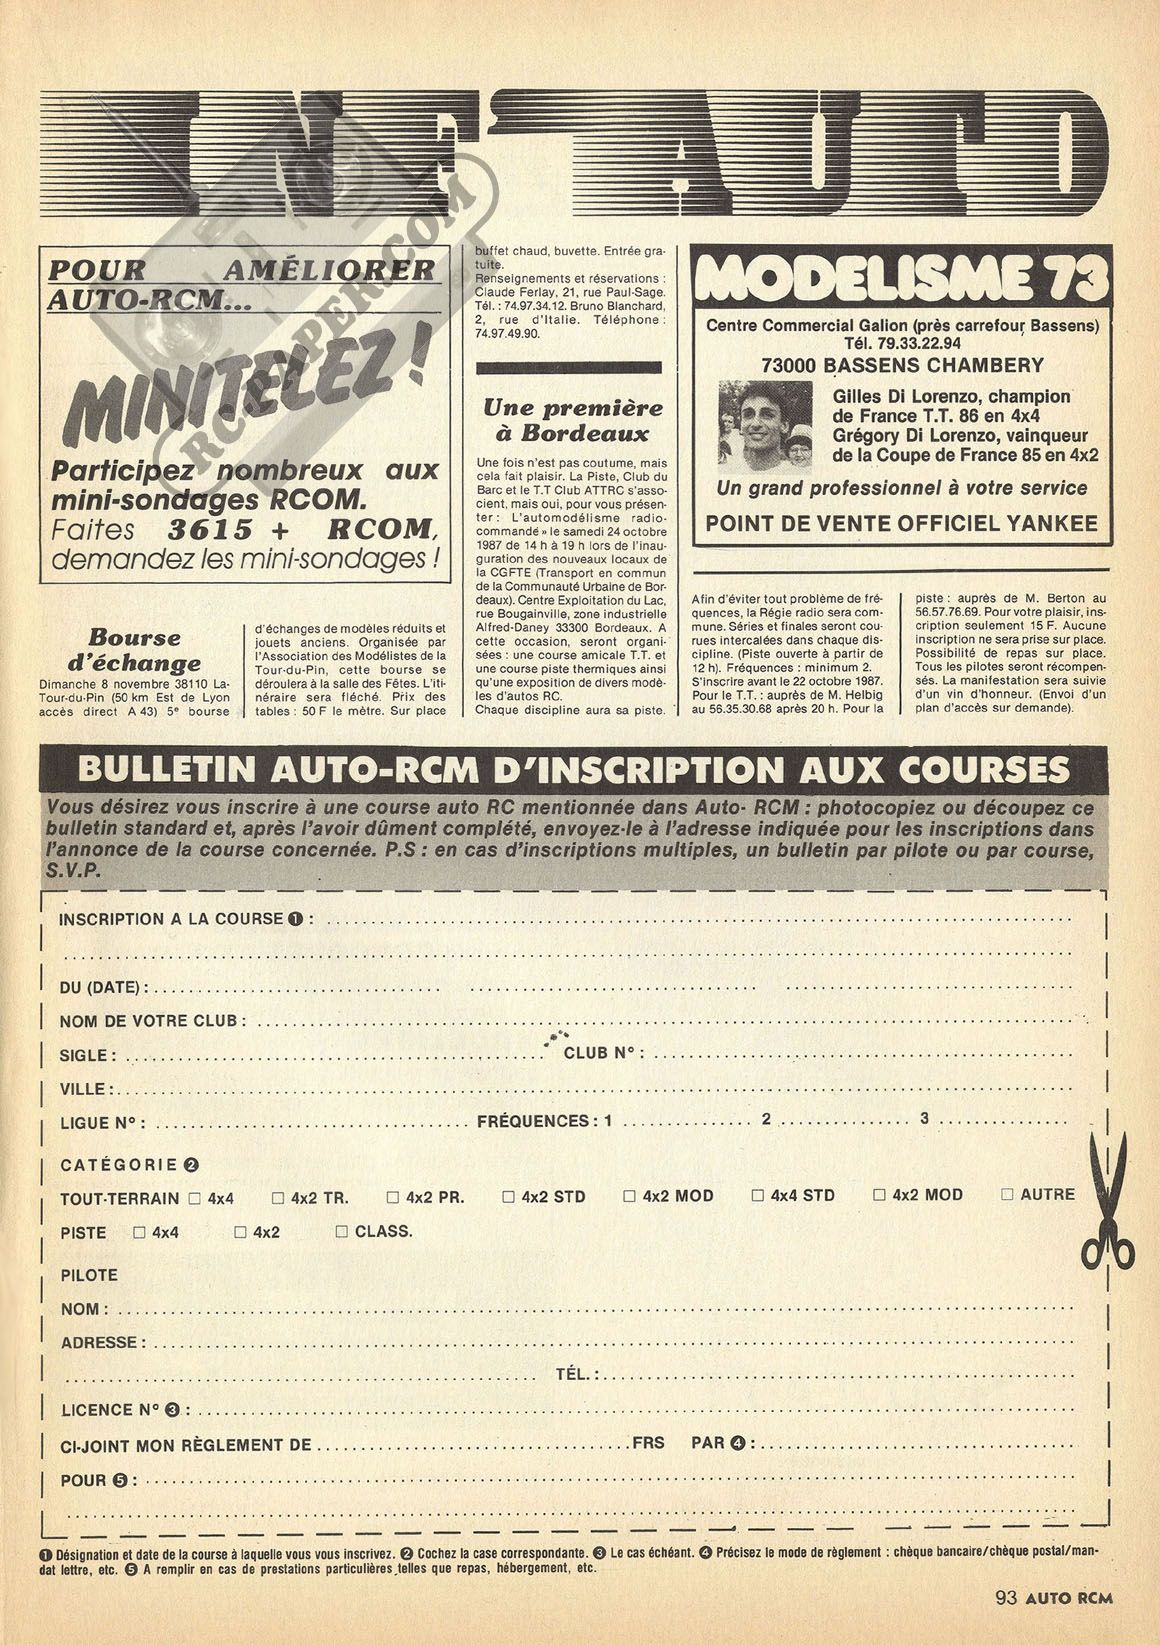 INF'AUTO
POUR AMÉLIORER
AUTO-RCM...
MINITELEZ!
Participez nombreux aux
mini-sondages RCOM.
Faites 3615 + RCOM,
demandez les mini-sondages !
RC-PAPER.COM
Bourse
d'échange
Dimanche 8 novembre 38110 La-
Tour-du-Pin (50 km Est de Lyon
accès direct A 43) 5e bourse
d'échanges de modèles réduits et
jouets anciens. Organisée par
l'Association des Modélistes de la
Tour-du-Pin, cette bourse se
déroulera à la salle des Fêtes. L'iti-
néraire sera fléché. Prix des
tables : 50 F le mètre. Sur place
buffet chaud, buvette. Entrée gra-
tuite.
Renseignements et réservations :
Claude Ferlay, 21, rue Paul-Sage.
Tél. : 74.97.34.12. Bruno Blanchard,
2, rue d'Italie. Téléphone :
74.97.49.90.
Une première
à Bordeaux
Une fois n'est pas coutume, mais
cela fait plaisir. La Piste, Club du
Barc et le T.T Club ATTRC s'asso-
cient, mais oui, pour vous présen-
ter : L'automodélisme radio-
commandé » le samedi 24 octobre
1987 de 14 h à 19 h lors de l'inau-
guration des nouveaux locaux de
la CGFTE (Transport en commun
de la Communauté Urbaine de Bor-
deaux). Centre Exploitation du Lac,
rue Bougainville, zone industrielle
Alfred-Daney 33300 Bordeaux. A
cette occasion, seront organi-
sées : une course amicale T.T. et
une course piste thermiques ainsi
qu'une exposition de divers modè-
les d'autos RC.
Chaque discipline aura sa piste.
MODELISME 73
Centre Commercial Galion (près carrefour Bassens)
Tél. 79.33.22.94
73000 BASSENS CHAMBERY
Gilles Di Lorenzo, champion
de France T.T. 86 en 4x4
Grégory Di Lorenzo, vainqueur
de la Coupe de France 85 en 4x2
Un grand professionnel à votre service
POINT DE VENTE OFFICIEL YANKEE
Afin d'éviter tout problème de fré-
quences, la Régie radio sera com-
mune. Séries et finales seront cou-
rues intercalées dans chaque dis-
cipline. (Piste ouverte à partir de
12 h). Fréquences : minimum 2.
S'inscrire avant le 22 octobre 1987.
Pour le T.T. : auprès de M. Helbig
au 56.35.30.68 après 20 h. Pour la
piste : auprès de M. Berton au
56.57.76.69. Pour votre plaisir, ins-
cription seulement 15 F. Aucune
inscription ne sera prise sur place.
Possibilité de repas sur place.
Tous les pilotes seront récompen-
sés. La manifestation sera suivie
d'un vin d'honneur. (Envoi d'un
plan d'accès sur demande).
BULLETIN AUTO-RCM D'INSCRIPTION AUX COURSES
Vous désirez vous inscrire à une course auto RC mentionnée dans Auto- RCM : photocopiez ou découpez ce
bulletin standard et, après l'avoir dûment complété, envoyez-le à l'adresse indiquée pour les inscriptions dans
l'annonce de la course concernée. P.S : en cas d'inscriptions multiples, un bulletin par pilote ou par course,
S.V.P.
INSCRIPTION A LA COURSE ❶ :
DU (DATE) :
NOM DE VOTRE CLUB :
SIGLE : CLUB N° :
VILLE :
LIGUE N° : FRÉQUENCES : 1 2 3
CATÉGORIE ❷
TOUT-TERRAIN □ 4x4 □ 4x2 TR. □ 4x2 PR. □ 4x2 STD □ 4x2 MOD □ 4x4 STD □ 4x2 MOD □ AUTRE
PISTE □ 4x4 □ 4x2 □ CLASS.
PILOTE
NOM :
ADRESSE :
TÉL. :
LICENCE N° ❸ :
CI-JOINT MON RÈGLEMENT DE FRS PAR ❹ :
POUR ❺ :
❶ Désignation et date de la course à laquelle vous vous inscrivez. ❷ Cochez la case correspondante. ❸ Le cas échéant. ❹ Précisez le mode de règlement : chèque bancaire/chèque postal/man-
dat lettre, etc. ❺ A remplir en cas de prestations particulières telles que repas, hébergement, etc.
93 AUTO RCM